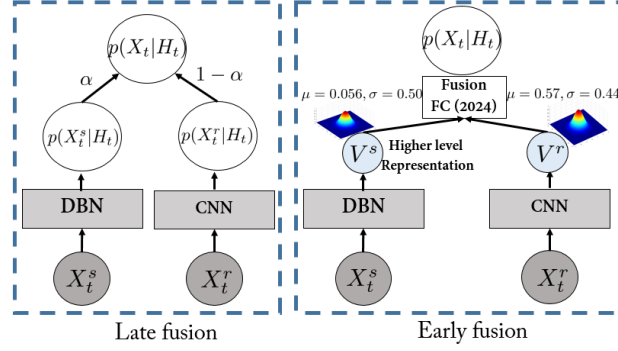 p(X_t|H_t)
α
1 − α
p(X_t^s|H_t)
p(X_t^r|H_t)
DBN
CNN
X_t^s
X_t^r
Late fusion
p(X_t|H_t)
μ = 0.056, σ = 0.50
Fusion
FC (2024)
μ = 0.57, σ = 0.44
V^s
Higher level
Representation
V^r
DBN
CNN
X_t^s
X_t^r
Early fusion